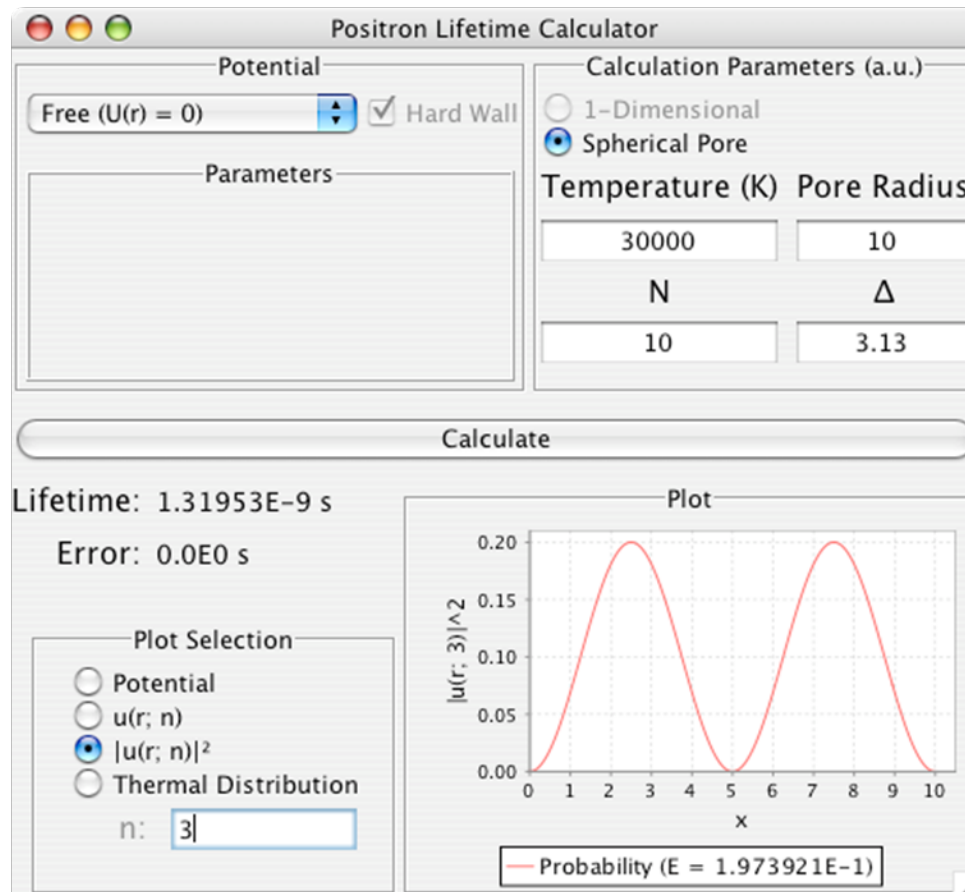 Positron Lifetime Calculator
Potential
Free (U(r) = 0)
Hard Wall
Parameters
Calculation Parameters (a.u.)
1-Dimensional
Spherical Pore
Temperature (K) Pore Radius
30000 10
N Δ
10 3.13
Calculate
Lifetime: 1.31953E-9 s
Error: 0.0E0 s
Plot Selection
Potential
u(r; n)
|u(r; n)|²
Thermal Distribution
n: 3
Plot
|u(r; 3)|^2
0.20
0.15
0.10
0.05
0.00
0 1 2 3 4 5 6 7 8 9 10
x
Probability (E = 1.973921E-1)